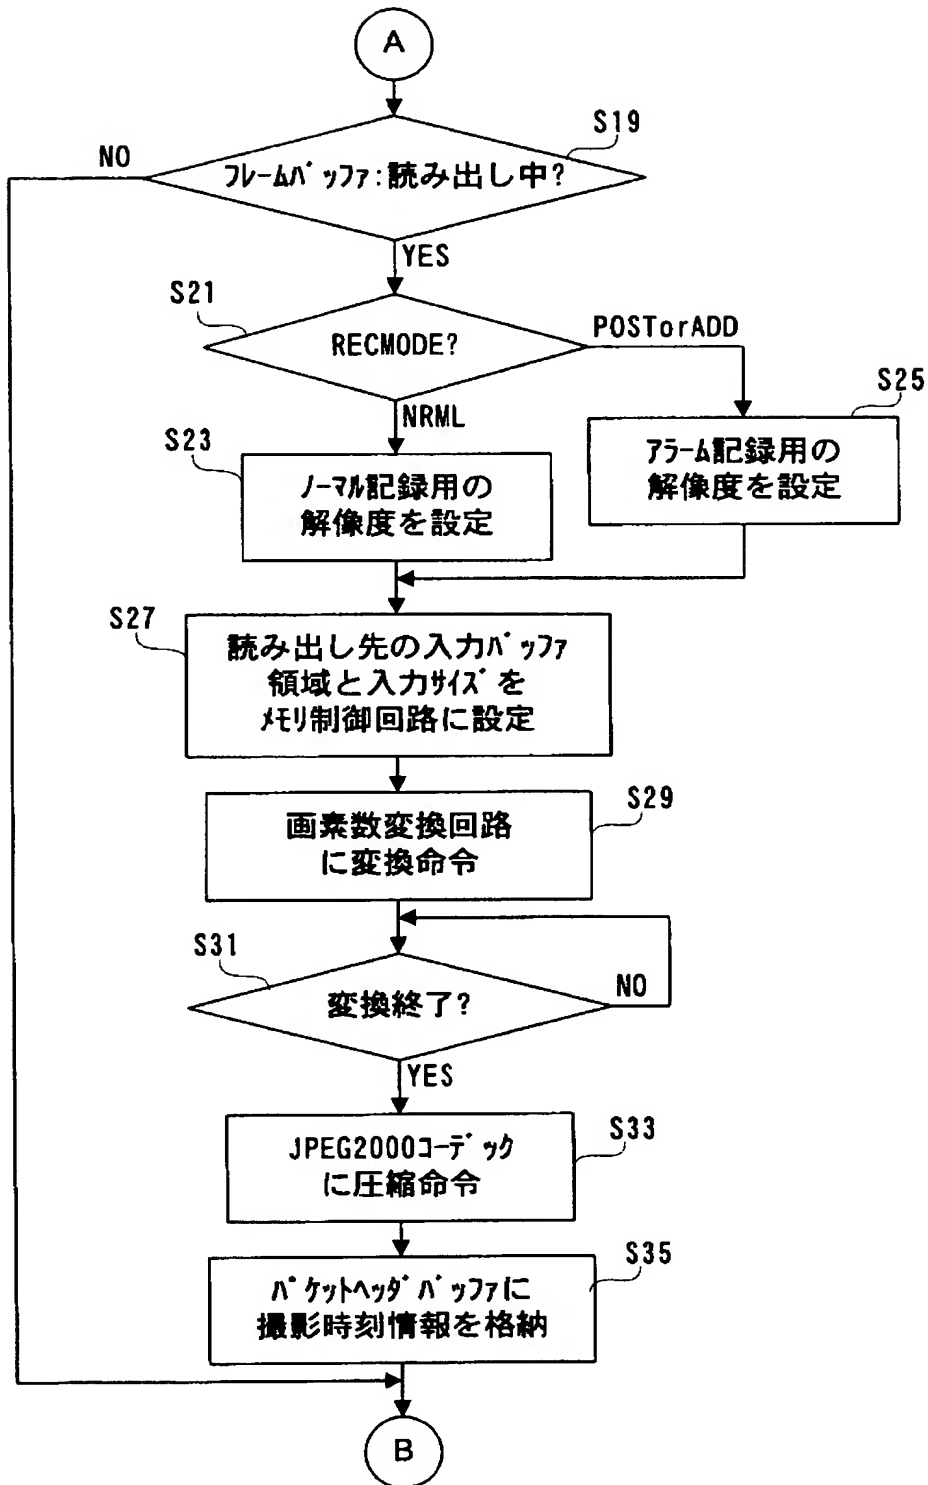 A
S19
NO
フレームバッファ:読み出し中?
YES
S21
RECMODE?
POSTorADD
NRML
S25
アラーム記録用の
解像度を設定
S23
ノーマル記録用の
解像度を設定
S27
読み出し先の入力バッファ
領域と入力サイズを
メモリ制御回路に設定
S29
画素数変換回路
に変換命令
S31
変換終了?
NO
YES
S33
JPEG2000コーデック
に圧縮命令
S35
パケットヘッダバッファに
撮影時刻情報を格納
B